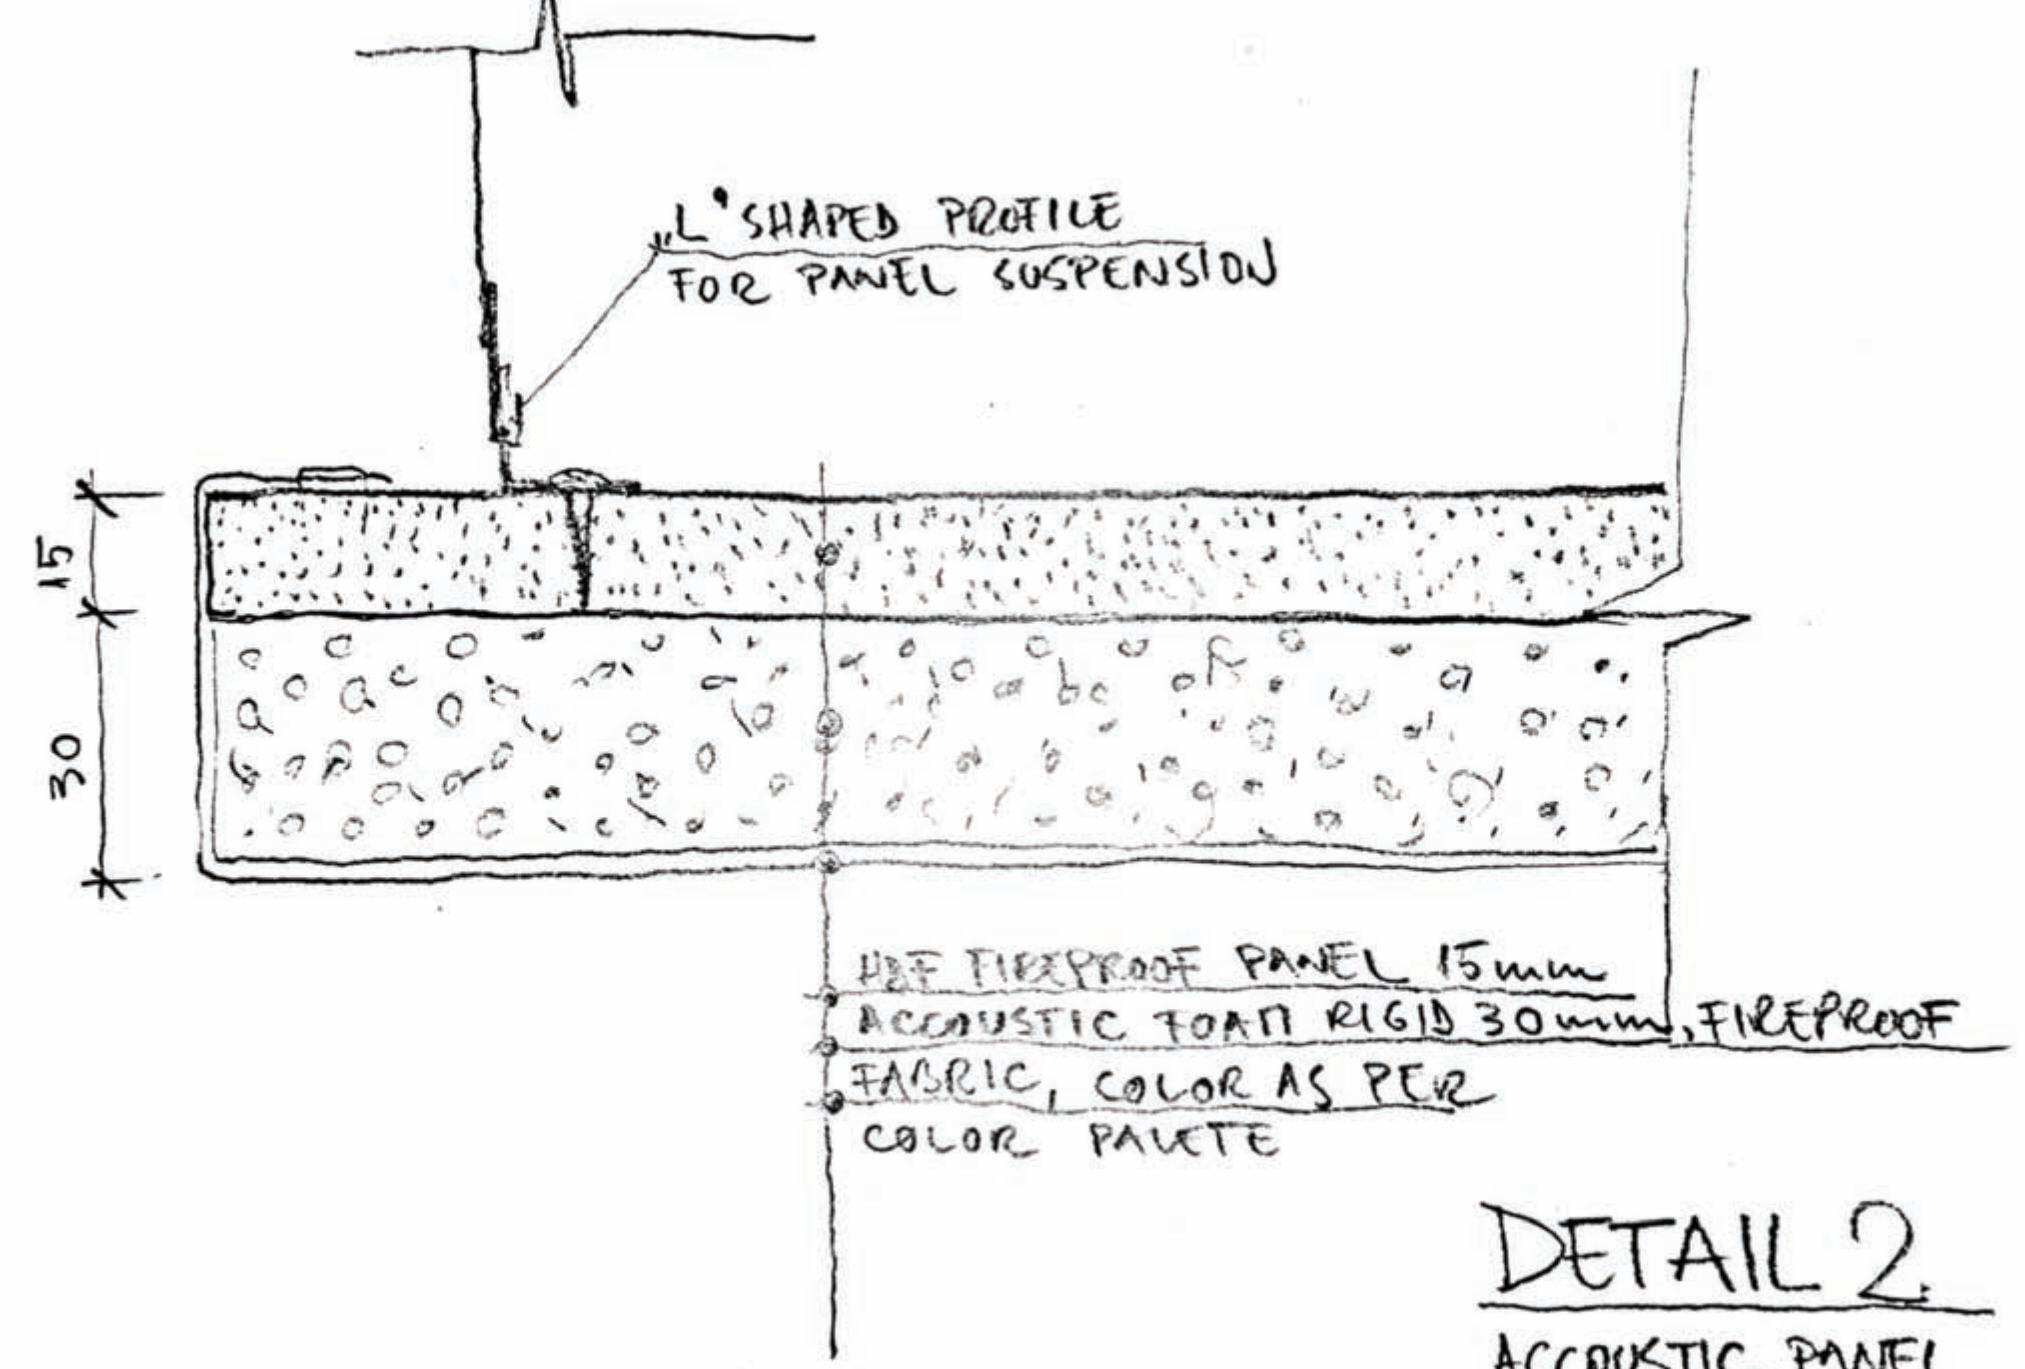 „L" SHAPED PROFILE
FOR PANEL SUSPENSION
15
30
HDF FIREPROOF PANEL 15mm
ACCOUSTIC FOAM RIGID 30mm, FIREPROOF
FABRIC, COLOR AS PER
COLOR PALETE
DETAIL 2
ACCOUSTIC PANEL